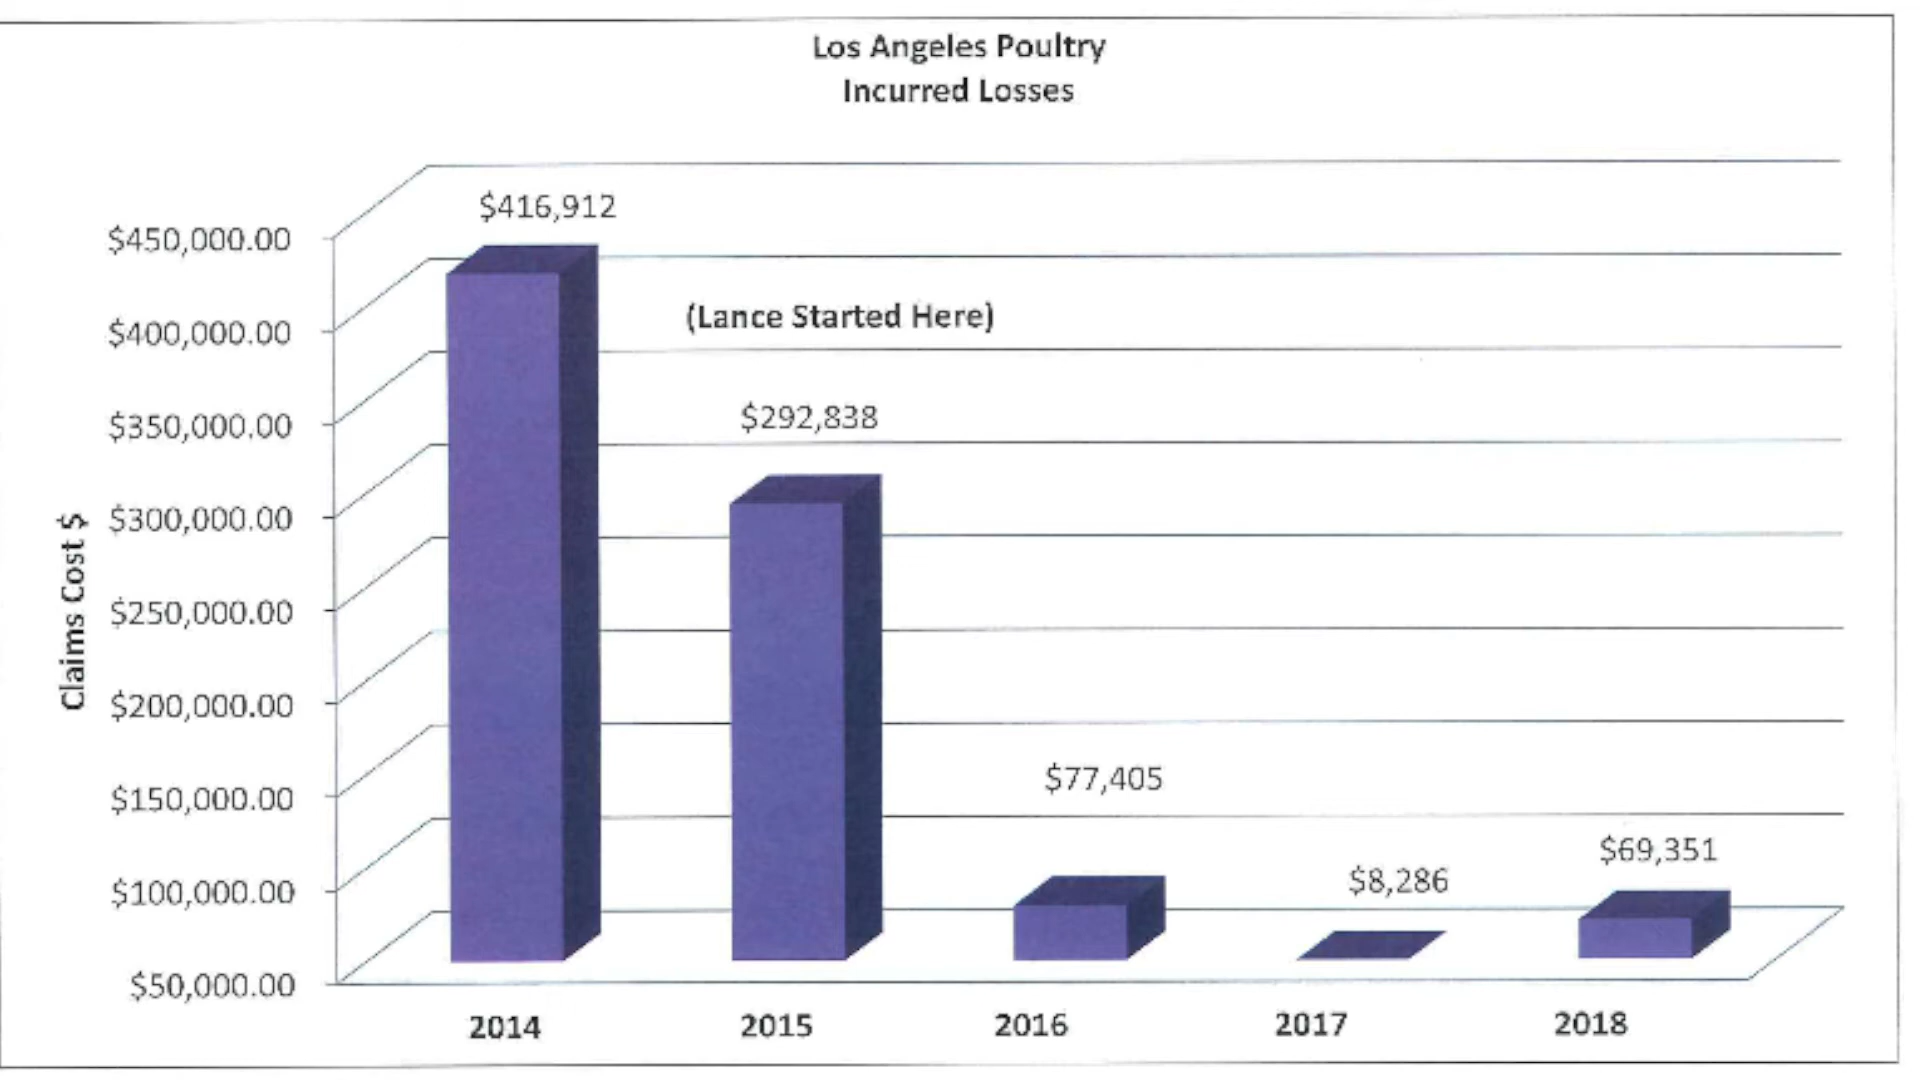 Los Angeles Poultry
Incurred Losses
$416,912
$450,000.00
(Lance Started Here)
$400,000.00
$292,838
$350,000.00
$300,000.00
Claims Cost $
$250,000.00
$200,000.00
$77,405
$150,000.00
$69,351
$8,286
$100,000.00
$50,000.00
2014 2015 2016 2017 2018